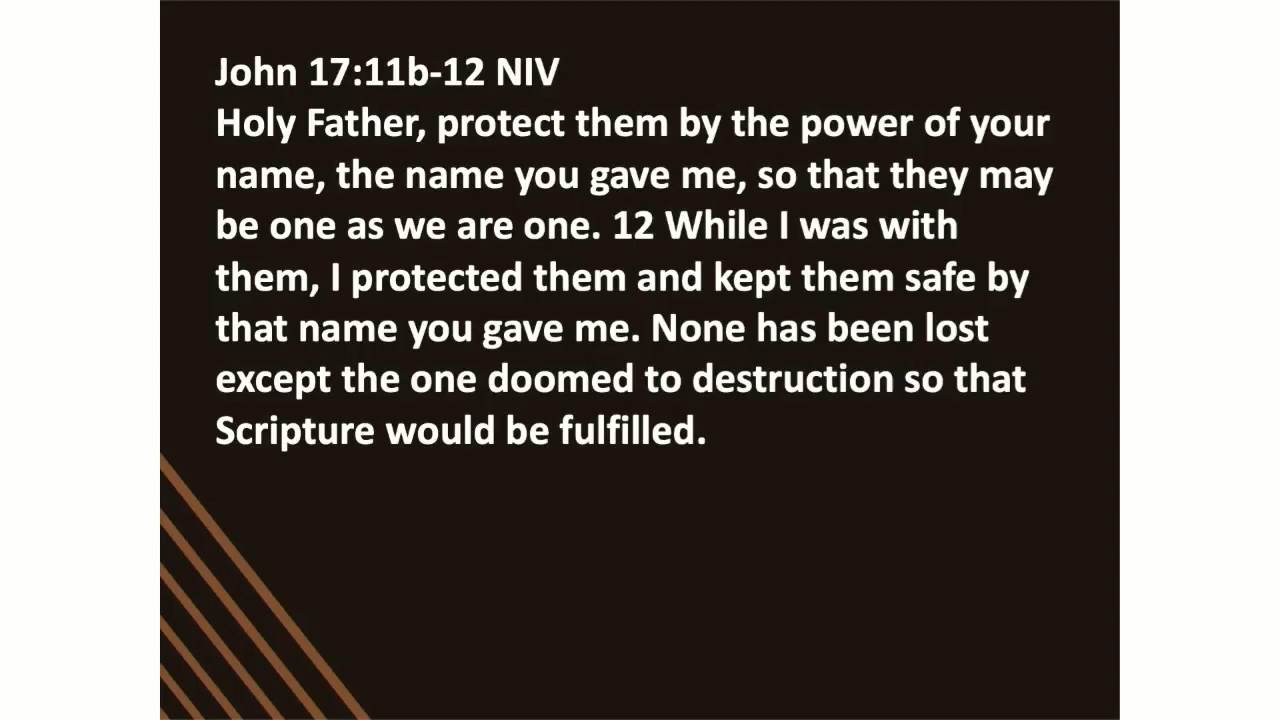 John 17:11b-12 NIV
Holy Father, protect them by the power of your
name, the name you gave me, so that they may
be one as we are one. 12 While I was with
them, I protected them and kept them safe by
that name you gave me. None has been lost
except the one doomed to destruction so that
Scripture would be fulfilled.